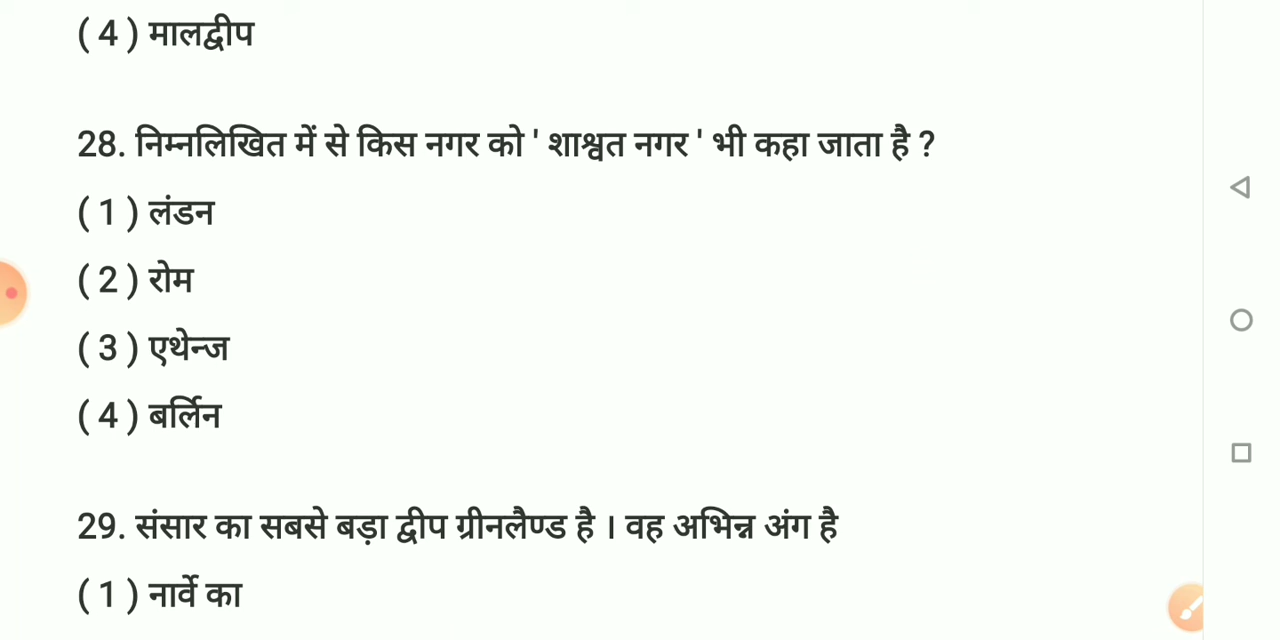 ( 4 ) मालद्वीप
28. निम्नलिखित में से किस नगर को ' शाश्वत नगर ' भी कहा जाता है ?
( 1 ) लंडन
( 2 ) रोम
( 3 ) एथेन्ज
( 4 ) बर्लिन
29. संसार का सबसे बड़ा द्वीप ग्रीनलैण्ड है । वह अभिन्न अंग है
( 1 ) नार्वे का